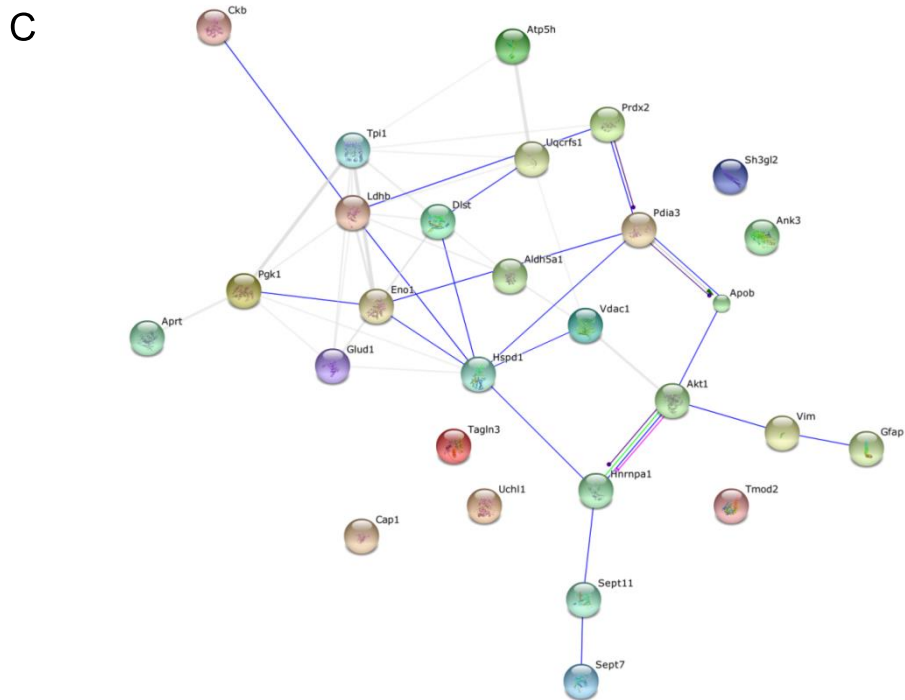 C
Ckb
Atp5h
Prdx2
Tpi1
Uqcrfs1
Sh3gl2
Ldhb
Dlst
Pdia3
Ank3
Aldh5a1
Pgk1
Eno1
Apob
Vdac1
Aprt
Glud1
Hspd1
Akt1
Vim
Gfap
Tagln3
Hnrnpa1
Uchl1
Tmod2
Cap1
Sept11
Sept7